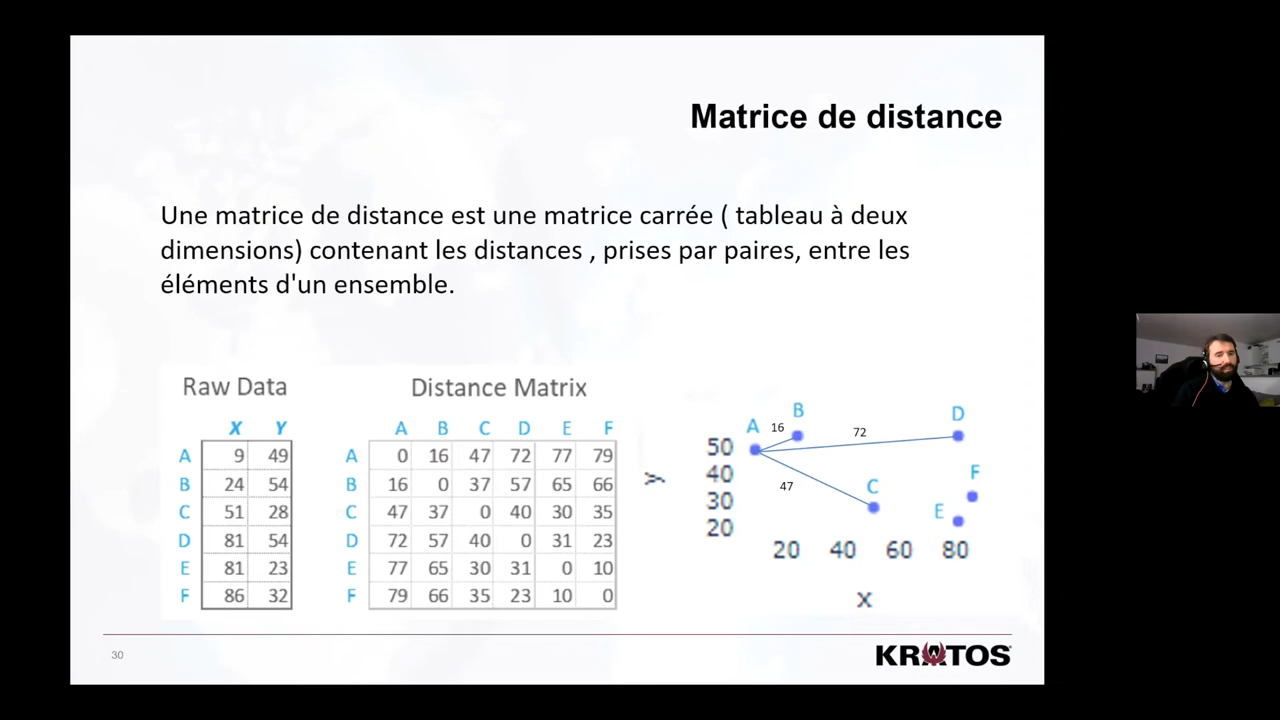 Matrice de distance
Une matrice de distance est une matrice carrée ( tableau à deux
dimensions) contenant les distances , prises par paires, entre les
éléments d'un ensemble.
Raw Data
X Y
A 9 49
B 24 54
C 51 28
D 81 54
E 81 23
F 86 32
Distance Matrix
A B C D E F
A 0 16 47 72 77 79
B 16 0 37 57 65 66
C 47 37 0 40 30 35
D 72 57 40 0 31 23
E 77 65 30 31 0 10
F 79 66 35 23 10 0
Y
50
40
30
20
A 16 B
72 D
47 C
F
E
20 40 60 80
X
30
KRATOS